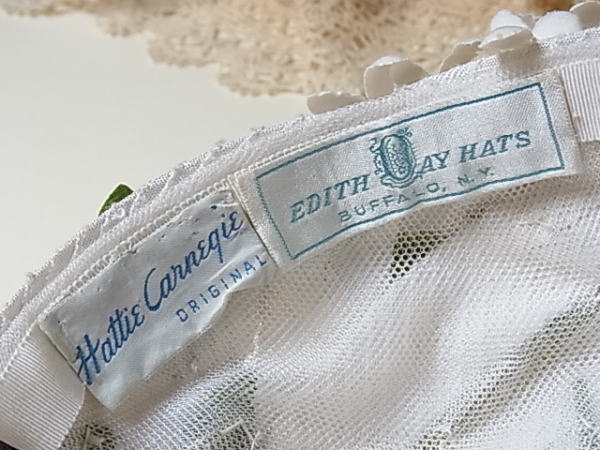 Hattie Carnegie
ORIGINAL
EDITH DAY HATS
BUFFALO, N.Y.